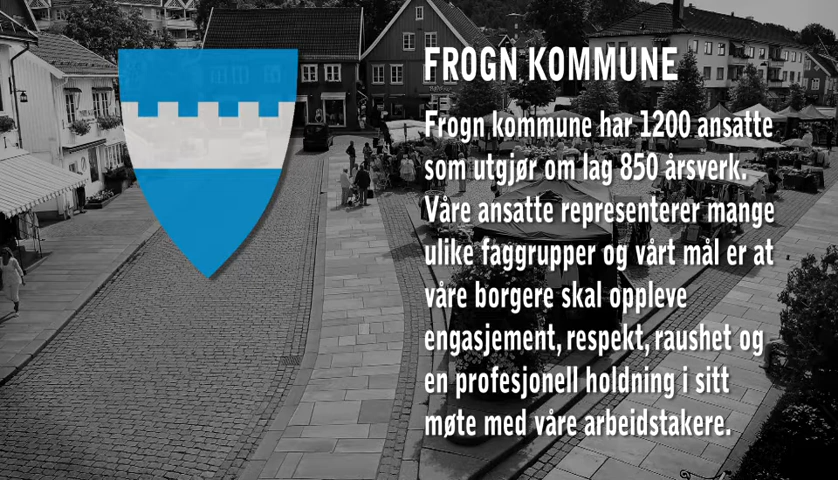 FROGN KOMMUNE
Frogn kommune har 1200 ansatte
som utgjør om lag 850 årsverk.
Våre ansatte representerer mange
ulike faggrupper og vårt mål er at
våre borgere skal oppleve
engasjement, respekt, raushet og
en profesjonell holdning i sitt
møte med våre arbeidstakere.